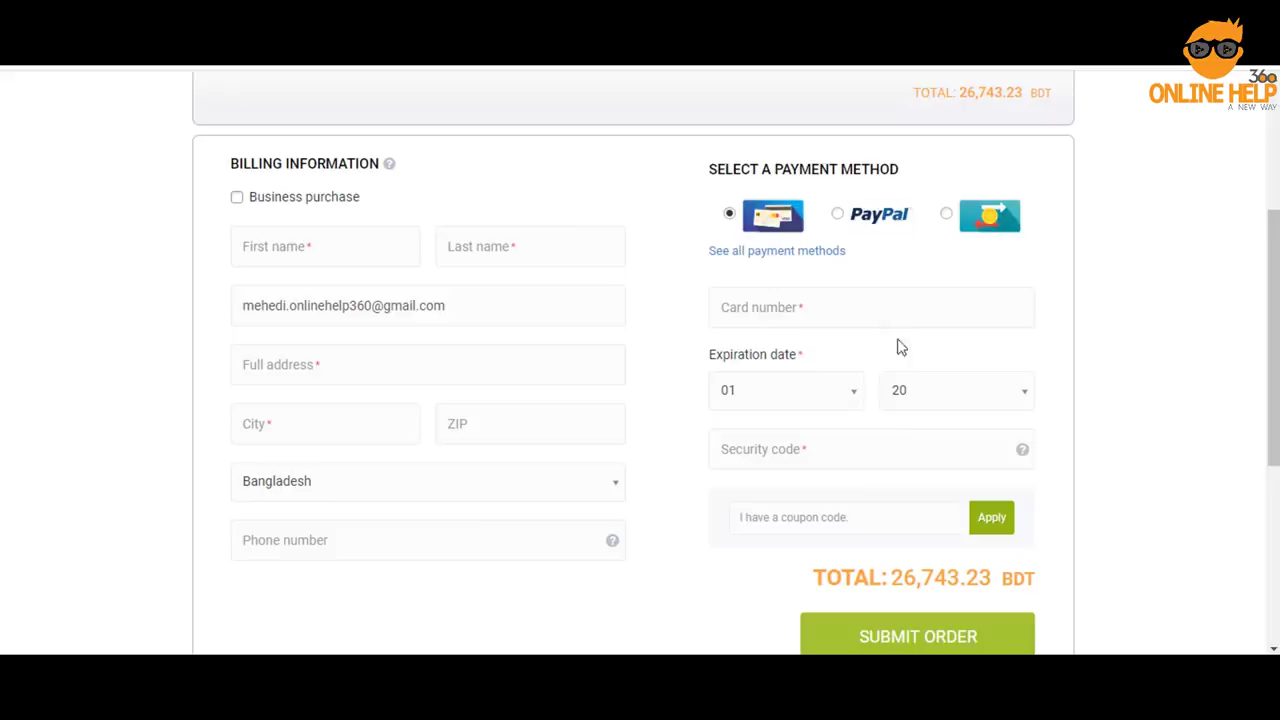 360
ONLINE HELP
A NEW WAY
TOTAL: 26,743.23 BDT
BILLING INFORMATION ?
Business purchase
First name* Last name*
mehedi.onlinehelp360@gmail.com
Full address*
City* ZIP
Bangladesh
Phone number ?
SELECT A PAYMENT METHOD
PayPal
See all payment methods
Card number*
Expiration date*
01 20
Security code* ?
I have a coupon code. Apply
TOTAL: 26,743.23 BDT
SUBMIT ORDER